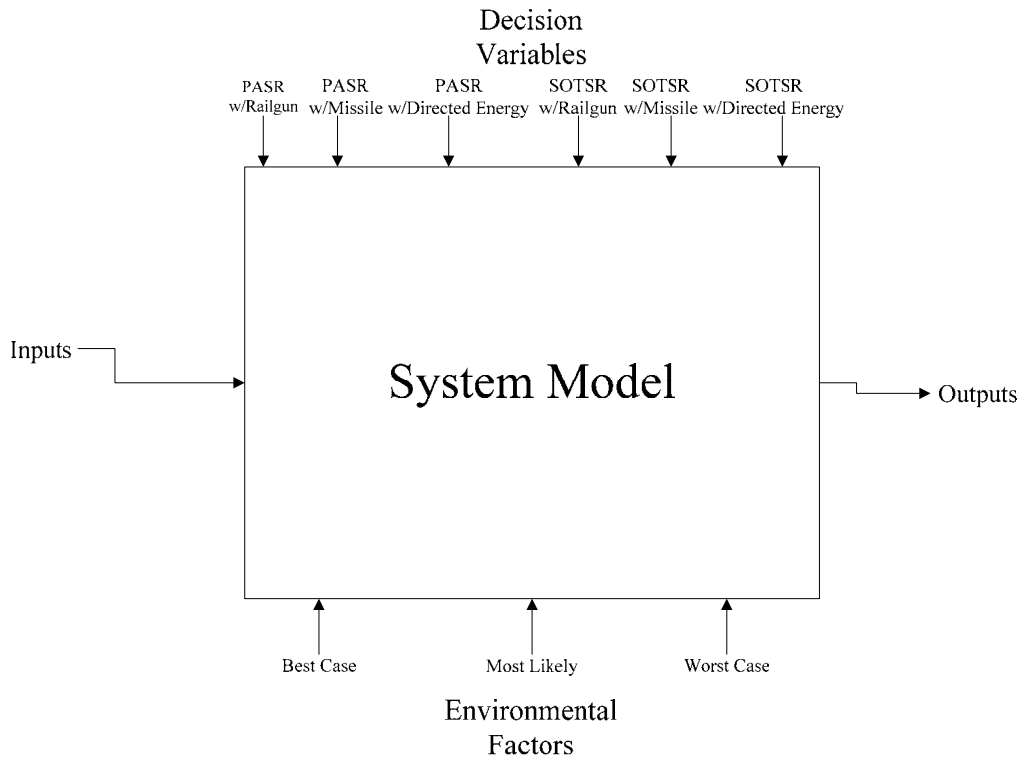 Decision
Variables
PASR PASR PASR SOTSR SOTSR SOTSR
w/Railgun w/Missile w/Directed Energy w/Railgun w/Missile w/Directed Energy
Inputs
System Model
Outputs
Best Case Most Likely Worst Case
Environmental
Factors